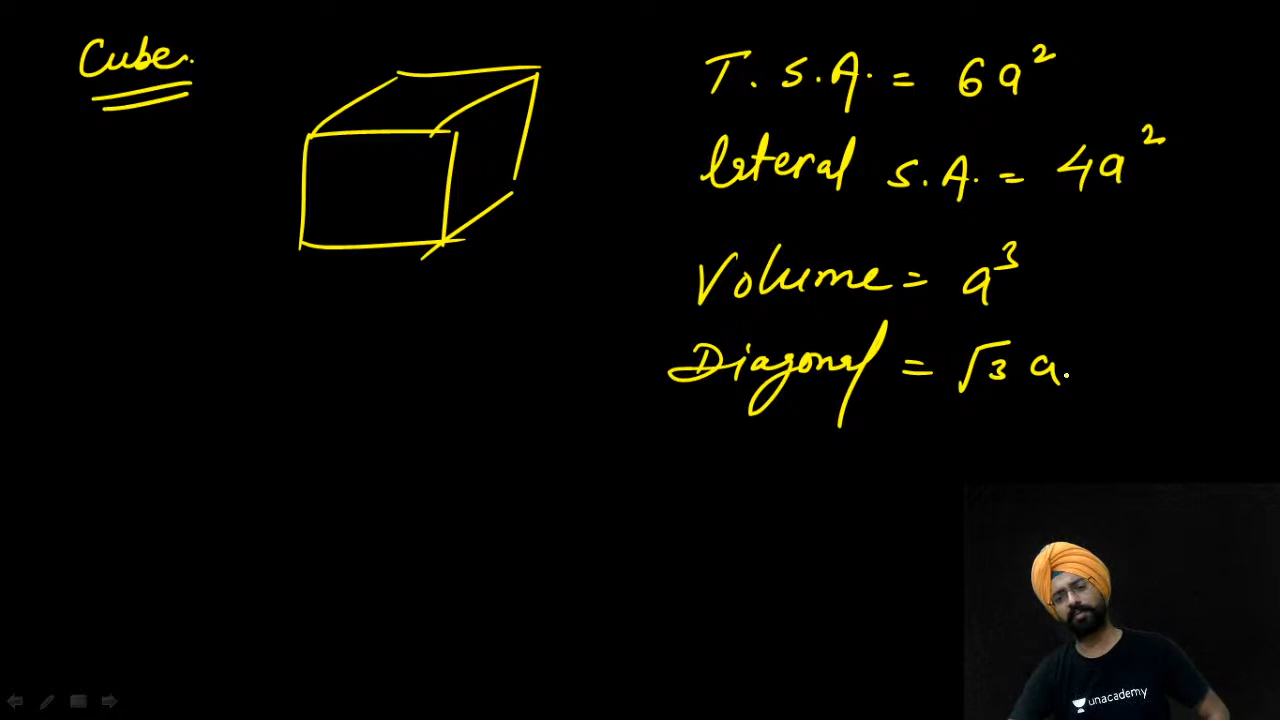 Cube.
T. S.A. = 6a²
lateral S.A. = 4a²
Volume = a³
Diagonal = √3 a.
unacademy